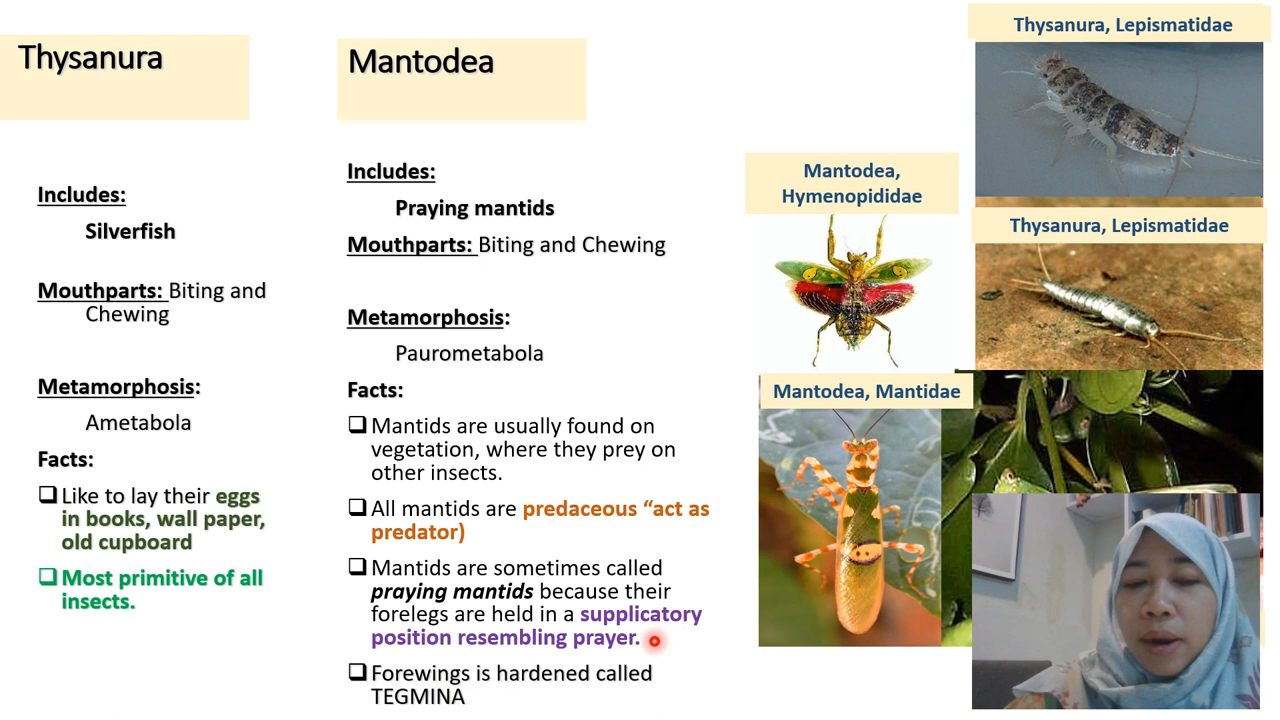 Thysanura
Includes:
Silverfish
Mouthparts: Biting and
Chewing
Metamorphosis:
Ametabola
Facts:
Like to lay their eggs
in books, wall paper,
old cupboard
Most primitive of all
insects.
Mantodea
Includes:
Praying mantids
Mouthparts: Biting and Chewing
Metamorphosis:
Paurometabola
Facts:
Mantids are usually found on
vegetation, where they prey on
other insects.
All mantids are predaceous “act as
predator)
Mantids are sometimes called
praying mantids because their
forelegs are held in a supplicatory
position resembling prayer.
Forewings is hardened called
TEGMINA
Mantodea,
Hymenopididae
Mantodea, Mantidae
Thysanura, Lepismatidae
Thysanura, Lepismatidae